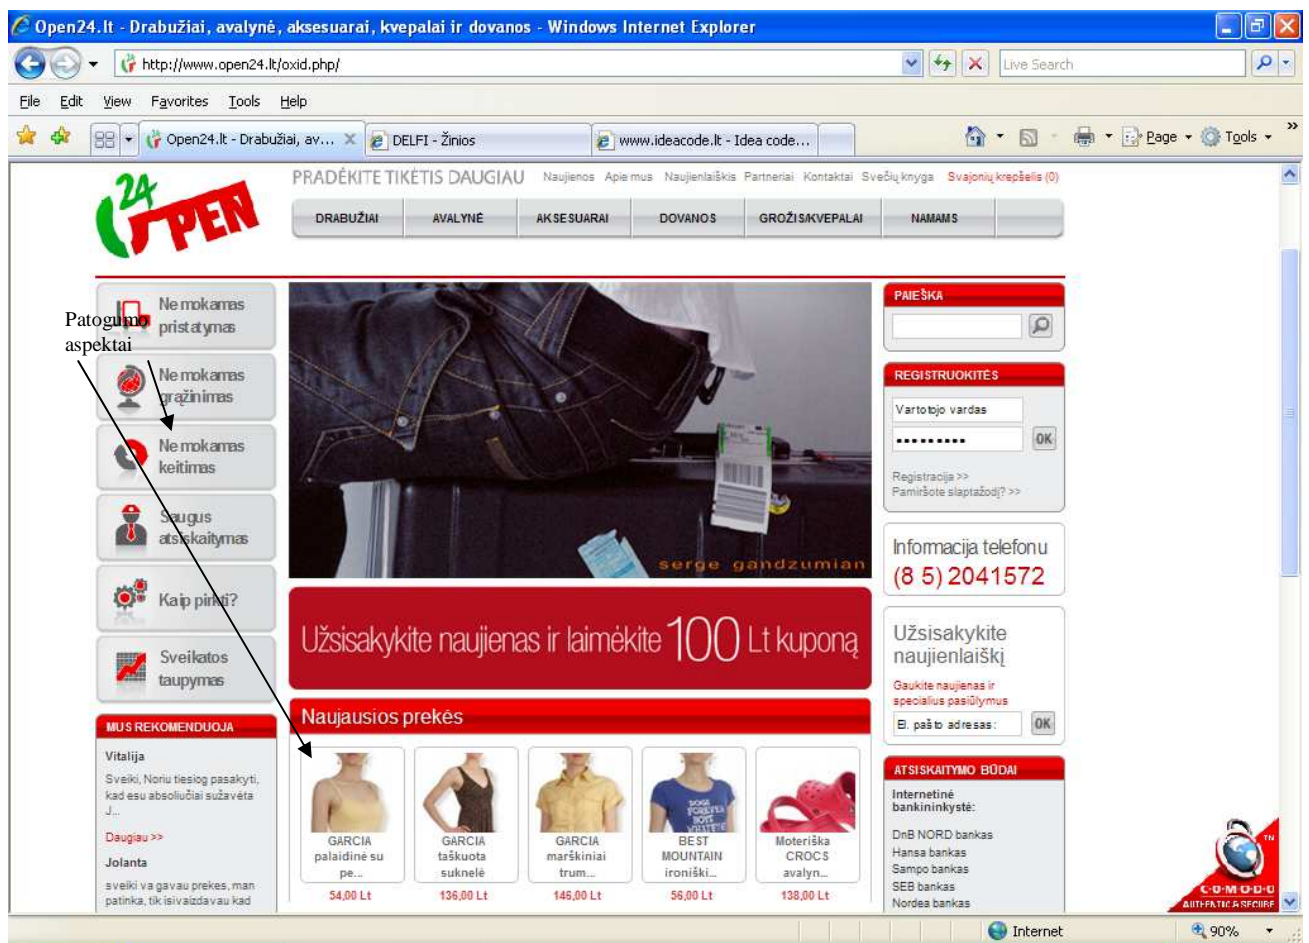 Open24.lt - Drabužiai, avalynė, aksesuarai, kvepalai ir dovanos - Windows Internet Explorer
http://www.open24.lt/oxid.php/
Live Search
File Edit View Favorites Tools Help
Open24.lt - Drabužiai, av...
DELFI - Žinios
www.ideacode.lt - Idea code...
Page
Tools
24 OPEN
PRADĖKITE TIKĖTIS DAUGIAU
Naujienos Apie mus Naujienlaiškis Partneriai Kontaktai Svečių knyga Svajonių krepšelis (0)
DRABUŽIAI AVALYNĖ AKSESUARAI DOVANOS GROŽIS/KVEPALAI NAMAMS
Patogumo
aspektai
Nemokamas
pristatymas
Nemokamas
grąžinimas
Nemokamas
keitimas
Saugus
atsiskaitymas
Kaip pirkti?
Sveikatos
taupymas
MUS REKOMENDUOJA
Vitalija
Sveiki, Noriu tiesiog pasakyti,
kad esu absoliučiai sužavėta
J...
Daugiau >>
Jolanta
sveiki va gavau prekes, man
patinka, tik isivaizdavau kad
serge gandzumian
Užsisakykite naujienas ir laimėkite 100 Lt kuponą
Naujausios prekės
GARCIA
palaidinė su
pe...
54,00 Lt
GARCIA
taškuota
suknelė
136,00 Lt
GARCIA
marškiniai
trum...
146,00 Lt
BEST
MOUNTAIN
ironiški...
56,00 Lt
Moteriška
CROCS
avalyn...
138,00 Lt
PAIEŠKA
REGISTRUOKITĖS
Vartotojo vardas
•••••••••
OK
Registracija >>
Pamiršote slaptažodį? >>
Informacija telefonu
(8 5) 2041572
Užsisakykite
naujienlaiškį
Gaukite naujienas ir
specialius pasiūlymus
El. pašto adresas:
OK
ATSISKAITYMO BŪDAI
Internetinė
bankininkystė:
DnB NORD bankas
Hansa bankas
Sampo bankas
SEB bankas
Nordea bankas
C·O·M·O·D·O
AUTHENTIC & SECURE
Internet
90%